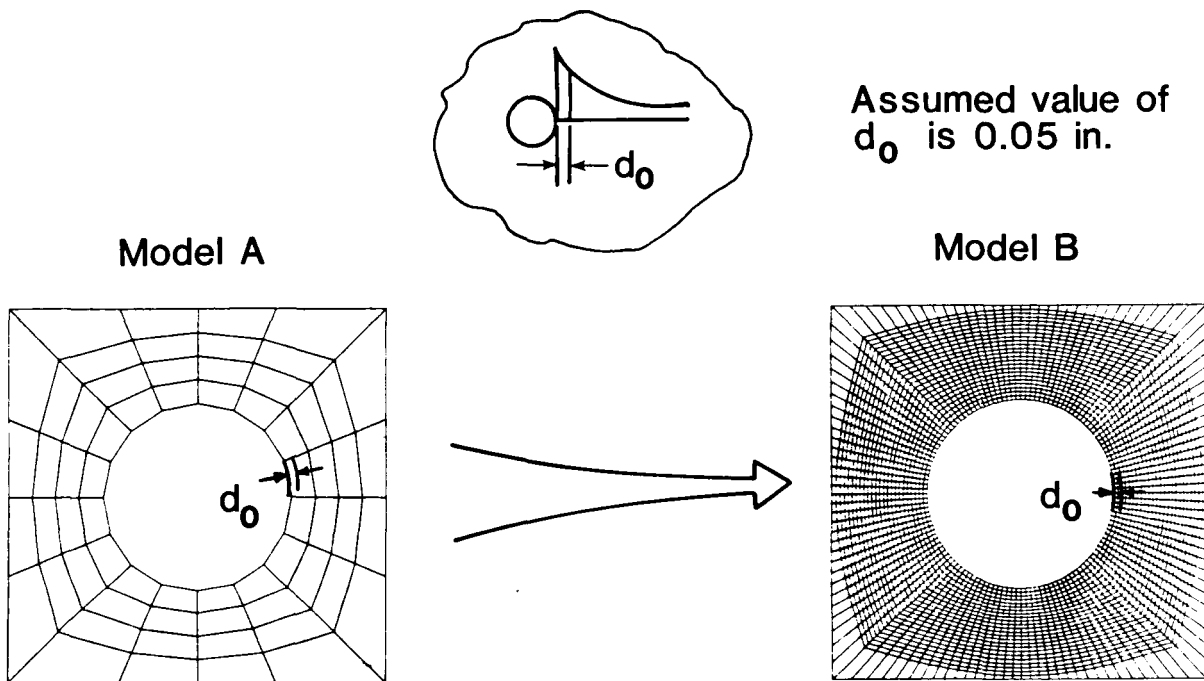 d₀
Assumed value of
d₀ is 0.05 in.
Model A
Model B
d₀
d₀